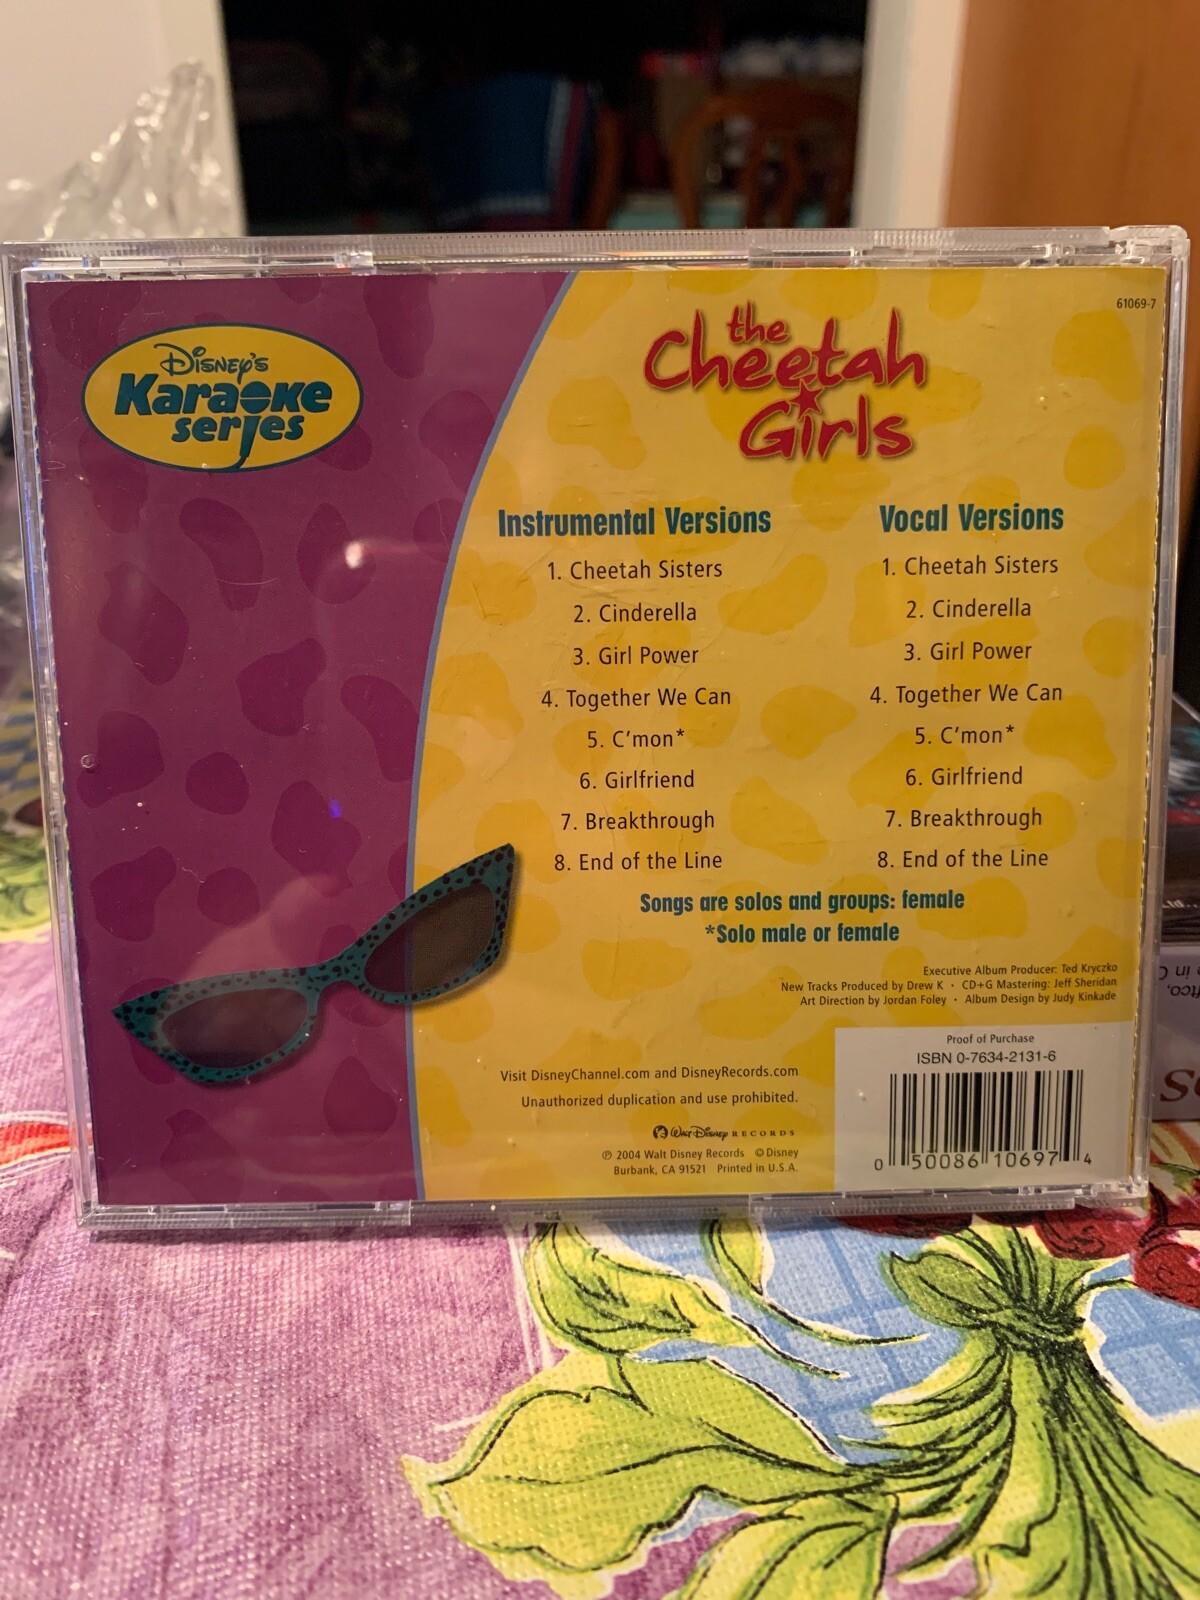 61069-7
Disney's
Karaoke
series
the
Cheetah
Girls
Instrumental Versions
1. Cheetah Sisters
2. Cinderella
3. Girl Power
4. Together We Can
5. C'mon*
6. Girlfriend
7. Breakthrough
8. End of the Line
Vocal Versions
1. Cheetah Sisters
2. Cinderella
3. Girl Power
4. Together We Can
5. C'mon*
6. Girlfriend
7. Breakthrough
8. End of the Line
Songs are solos and groups: female
*Solo male or female
Executive Album Producer: Ted Kryczko
New Tracks Produced by Drew K • CD+G Mastering: Jeff Sheridan
Art Direction by Jordan Foley • Album Design by Judy Kinkade
Visit DisneyChannel.com and DisneyRecords.com
Unauthorized duplication and use prohibited.
Walt Disney RECORDS
℗ 2004 Walt Disney Records © Disney
Burbank, CA 91521 Printed in U.S.A.
Proof of Purchase
ISBN 0-7634-2131-6
0 50086 10697 4